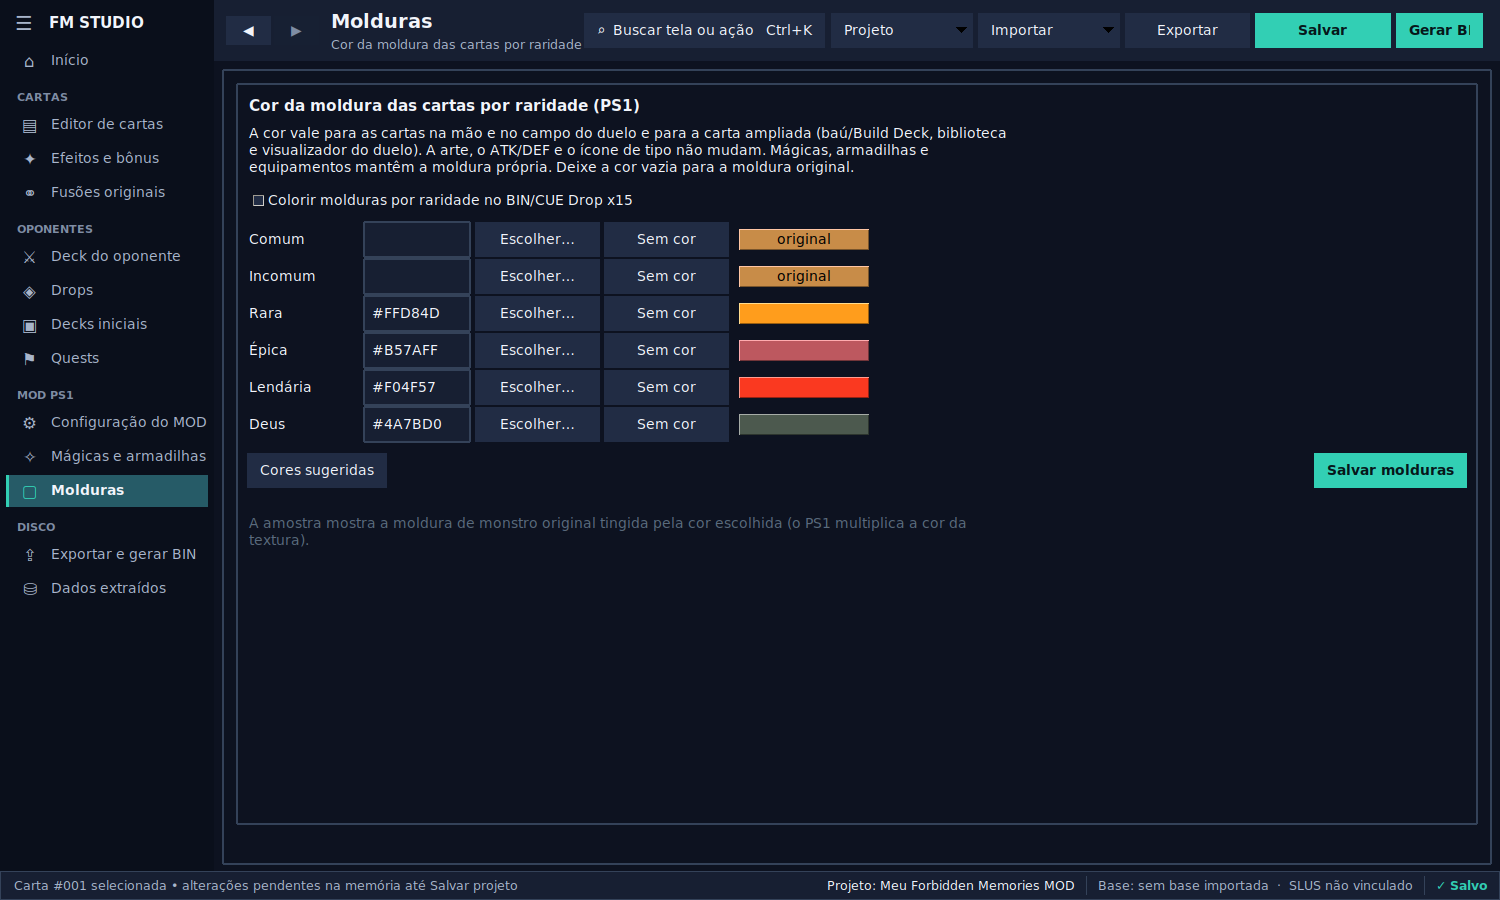 ☰ FM STUDIO
⌂ Início
CARTAS
▤ Editor de cartas
✦ Efeitos e bônus
⚭ Fusões originais
OPONENTES
⚔ Deck do oponente
◈ Drops
▣ Decks iniciais
⚑ Quests
MOD PS1
⚙ Configuração do MOD
✧ Mágicas e armadilhas
▢ Molduras
DISCO
⇪ Exportar e gerar BIN
⛁ Dados extraídos
◀ ▶ Molduras
Cor da moldura das cartas por raridade
⌕ Buscar tela ou ação Ctrl+K
Projeto
Importar
Exportar
Salvar
Gerar BI
Cor da moldura das cartas por raridade (PS1)
A cor vale para as cartas na mão e no campo do duelo e para a carta ampliada (baú/Build Deck, biblioteca
e visualizador do duelo). A arte, o ATK/DEF e o ícone de tipo não mudam. Mágicas, armadilhas e
equipamentos mantêm a moldura própria. Deixe a cor vazia para a moldura original.
Colorir molduras por raridade no BIN/CUE Drop x15
Comum Escolher... Sem cor original
Incomum Escolher... Sem cor original
Rara #FFD84D Escolher... Sem cor
Épica #B57AFF Escolher... Sem cor
Lendária #F04F57 Escolher... Sem cor
Deus #4A7BD0 Escolher... Sem cor
Cores sugeridas Salvar molduras
A amostra mostra a moldura de monstro original tingida pela cor escolhida (o PS1 multiplica a cor da
textura).
Carta #001 selecionada • alterações pendentes na memória até Salvar projeto
Projeto: Meu Forbidden Memories MOD
Base: sem base importada · SLUS não vinculado
✓ Salvo